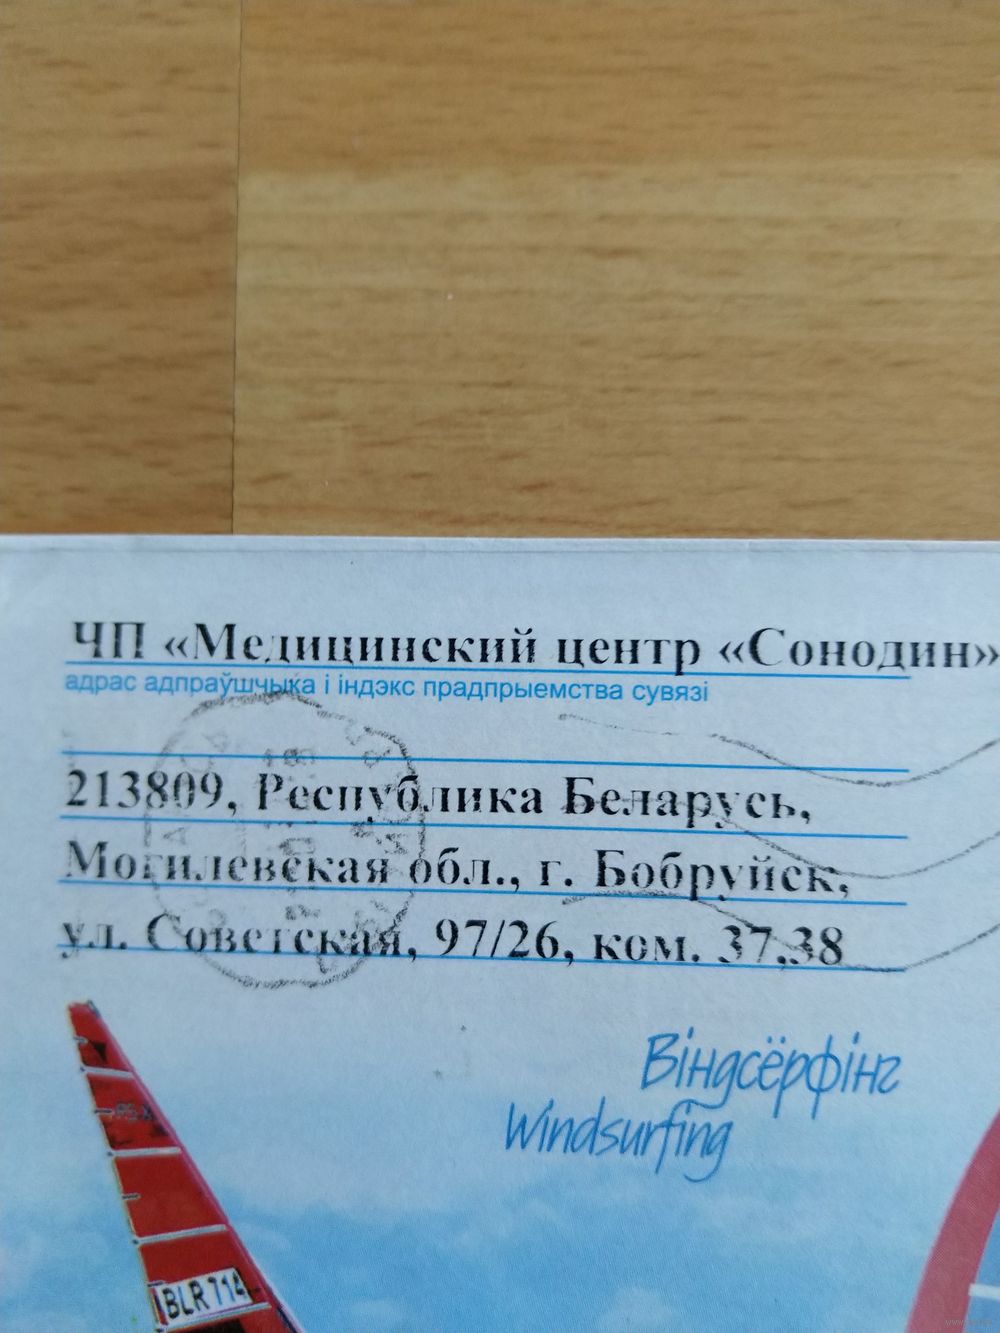 ЧП «Медицинский центр «Сонодин»
адрас адпраўшчыка і індэкс прадпрыемства сувязі
213809, Республика Беларусь,
Могилевская обл., г. Бобруйск,
ул. Советская, 97/26, ком. 37,38
Віндсёрфінг
Windsurfing
BLR 714